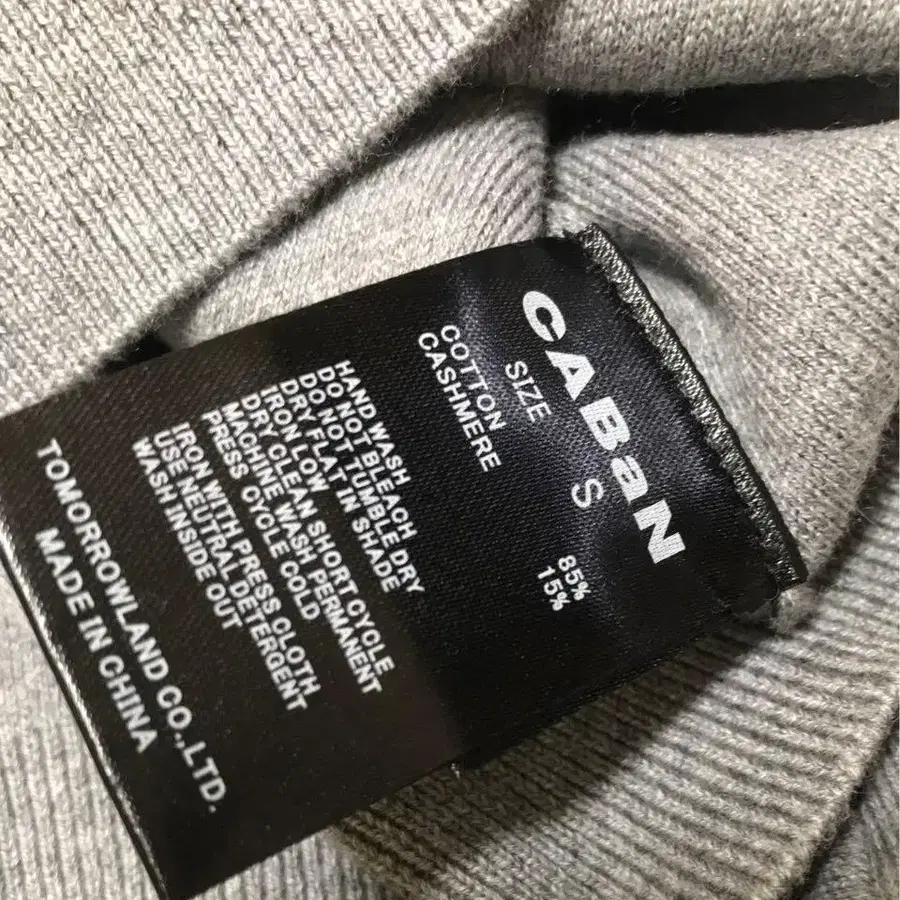 CABaN
SIZE S
COTTON 85%
CASHMERE 15%
HAND WASH
DO NOT BLEACH
DO NOT TUMBLE DRY
DRY FLAT IN SHADE
IRON LOW
DRY CLEAN SHORT CYCLE
MACHINE WASH PERMANENT
PRESS CYCLE COLD
IRON WITH PRESS CLOTH
USE NEUTRAL DETERGENT
WASH INSIDE OUT
TOMORROWLAND CO.,LTD.
MADE IN CHINA